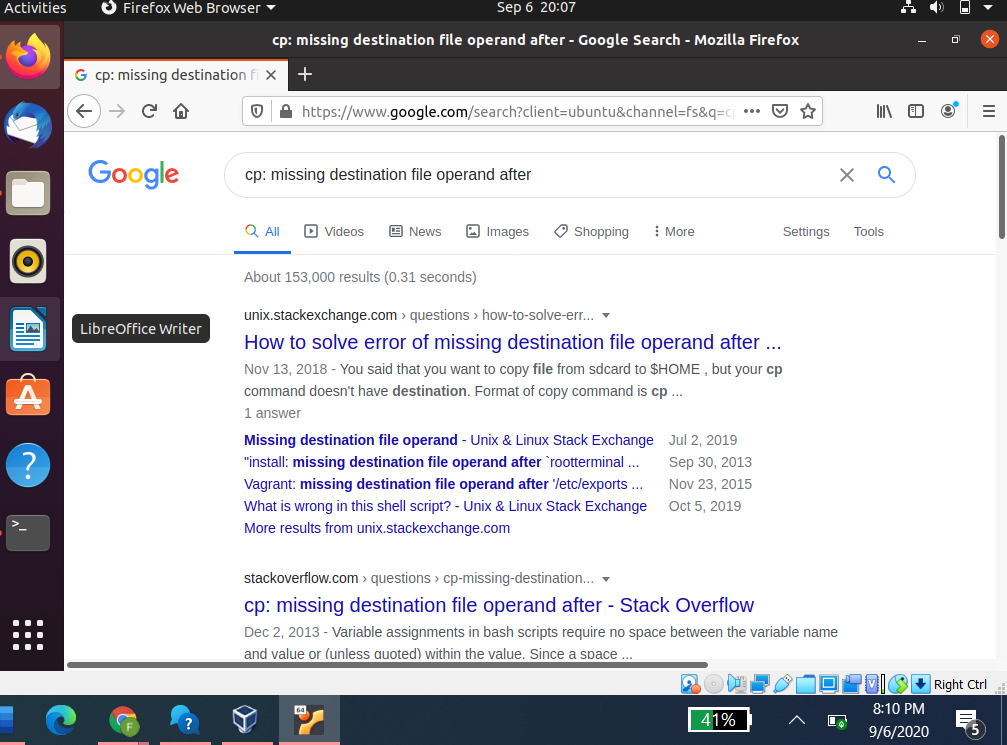 Activities
Firefox Web Browser
Sep 6 20:07
cp: missing destination file operand after - Google Search - Mozilla Firefox
cp: missing destination fi
https://www.google.com/search?client=ubuntu&channel=fs&q=cp
Google
cp: missing destination file operand after
All
Videos
News
Images
Shopping
More
Settings
Tools
About 153,000 results (0.31 seconds)
unix.stackexchange.com › questions › how-to-solve-err...
LibreOffice Writer
How to solve error of missing destination file operand after ...
Nov 13, 2018 - You said that you want to copy file from sdcard to $HOME , but your cp
command doesn't have destination. Format of copy command is cp ...
1 answer
Missing destination file operand - Unix & Linux Stack Exchange Jul 2, 2019
"install: missing destination file operand after `rootterminal ... Sep 30, 2013
Vagrant: missing destination file operand after '/etc/exports ... Nov 23, 2015
What is wrong in this shell script? - Unix & Linux Stack Exchange Oct 5, 2019
More results from unix.stackexchange.com
stackoverflow.com › questions › cp-missing-destination...
cp: missing destination file operand after - Stack Overflow
Dec 2, 2013 - Variable assignments in bash scripts require no space between the variable name
and value or (unless quoted) within the value. Since a space ...
Right Ctrl
F
64
41%
8:10 PM
9/6/2020
5